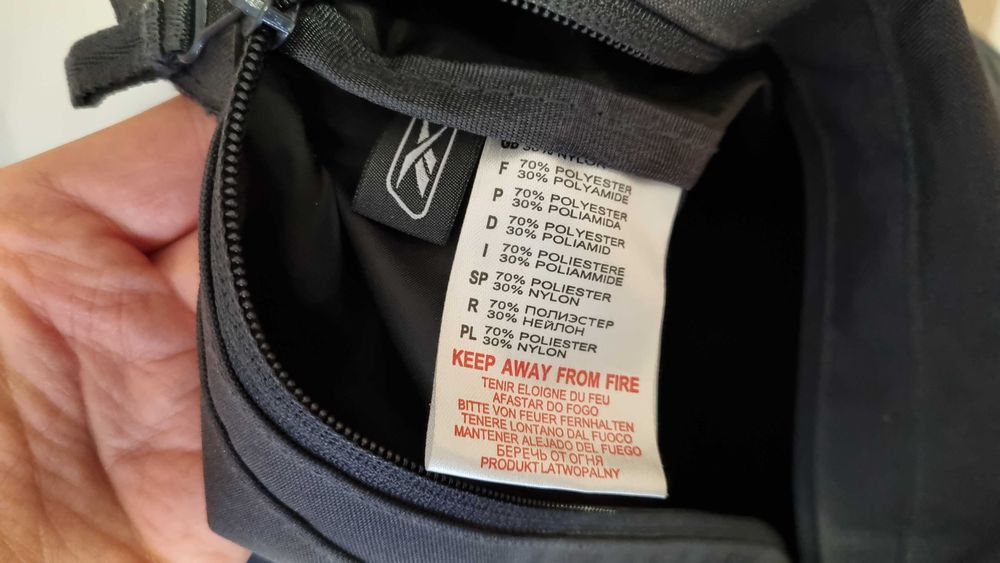 GB 30% NYLON
F 70% POLYESTER
30% POLYAMIDE
P 70% POLYESTER
30% POLIAMIDA
D 70% POLYESTER
30% POLIAMID
I 70% POLIESTERE
30% POLIAMMIDE
SP 70% POLIESTER
30% NYLON
R 70% ПОЛИЭСТЕР
30% НЕЙЛОН
PL 70% POLIESTER
30% NYLON
KEEP AWAY FROM FIRE
TENIR ELOIGNE DU FEU
AFASTAR DO FOGO
BITTE VON FEUER FERNHALTEN
TENERE LONTANO DAL FUOCO
MANTENER ALEJADO DEL FUEGO
БЕРЕЧЬ ОТ ОГНЯ
PRODUKT LATWOPALNY